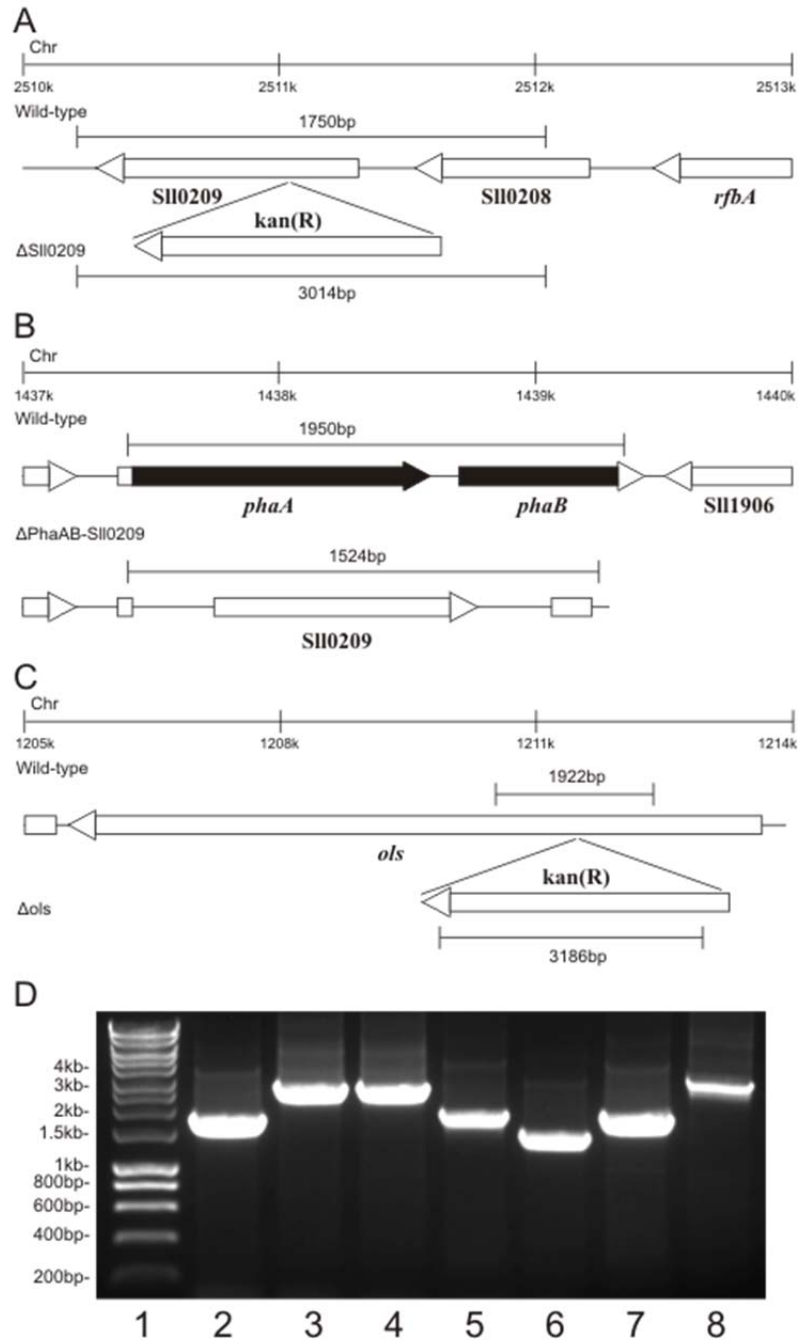 A
Chr
2510k 2511k 2512k 2513k
Wild-type
1750bp
Sll0209 Sll0208 rfbA
kan(R)
ΔSll0209
3014bp
B
Chr
1437k 1438k 1439k 1440k
Wild-type
1950bp
phaA phaB Sll1906
ΔPhaAB-Sll0209
1524bp
Sll0209
C
Chr
1205k 1208k 1211k 1214k
Wild-type
1922bp
ols
kan(R)
Δols
3186bp
D
4kb-
3kb-
2kb-
1.5kb-
1kb-
800bp-
600bp-
400bp-
200bp-
1 2 3 4 5 6 7 8